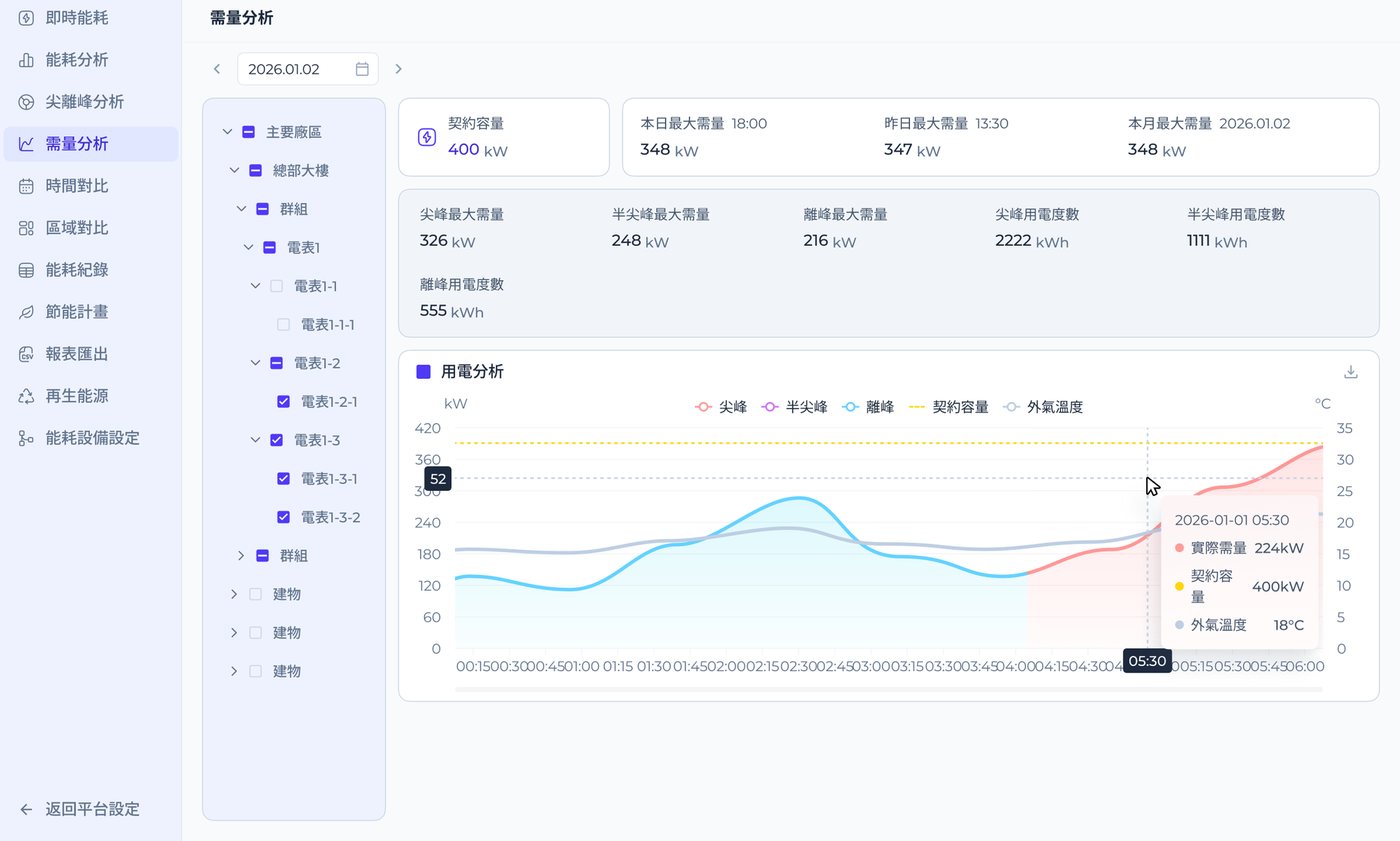 即時能耗
能耗分析
尖離峰分析
需量分析
時間對比
區域對比
能耗紀錄
節能計畫
CSV
報表匯出
再生能源
能耗設備設定
返回平台設定
需量分析
2026.01.02
主要廠區
總部大樓
群組
電表1
電表1-1
電表1-1-1
電表1-2
電表1-2-1
電表1-3
電表1-3-1
電表1-3-2
群組
建物
建物
建物
契約容量
400 kW
本日最大需量 18:00
348 kW
昨日最大需量 13:30
347 kW
本月最大需量 2026.01.02
348 kW
尖峰最大需量
326 kW
半尖峰最大需量
248 kW
離峰最大需量
216 kW
尖峰用電度數
2222 kWh
半尖峰用電度數
1111 kWh
離峰用電度數
555 kWh
用電分析
kW
尖峰 半尖峰 離峰 契約容量 外氣溫度
°C
420
360
300
240
180
120
60
0
52
35
30
25
20
15
10
5
0
2026-01-01 05:30
實際需量 224kW
契約容
量 400kW
外氣溫度 18°C
00:15 00:30 00:45 01:00 01:15 01:30 01:45 02:00 02:15 02:30 02:45 03:00 03:15 03:30 03:45 04:00 04:15 04:30 05:15 05:30 05:45 06:00
05:30